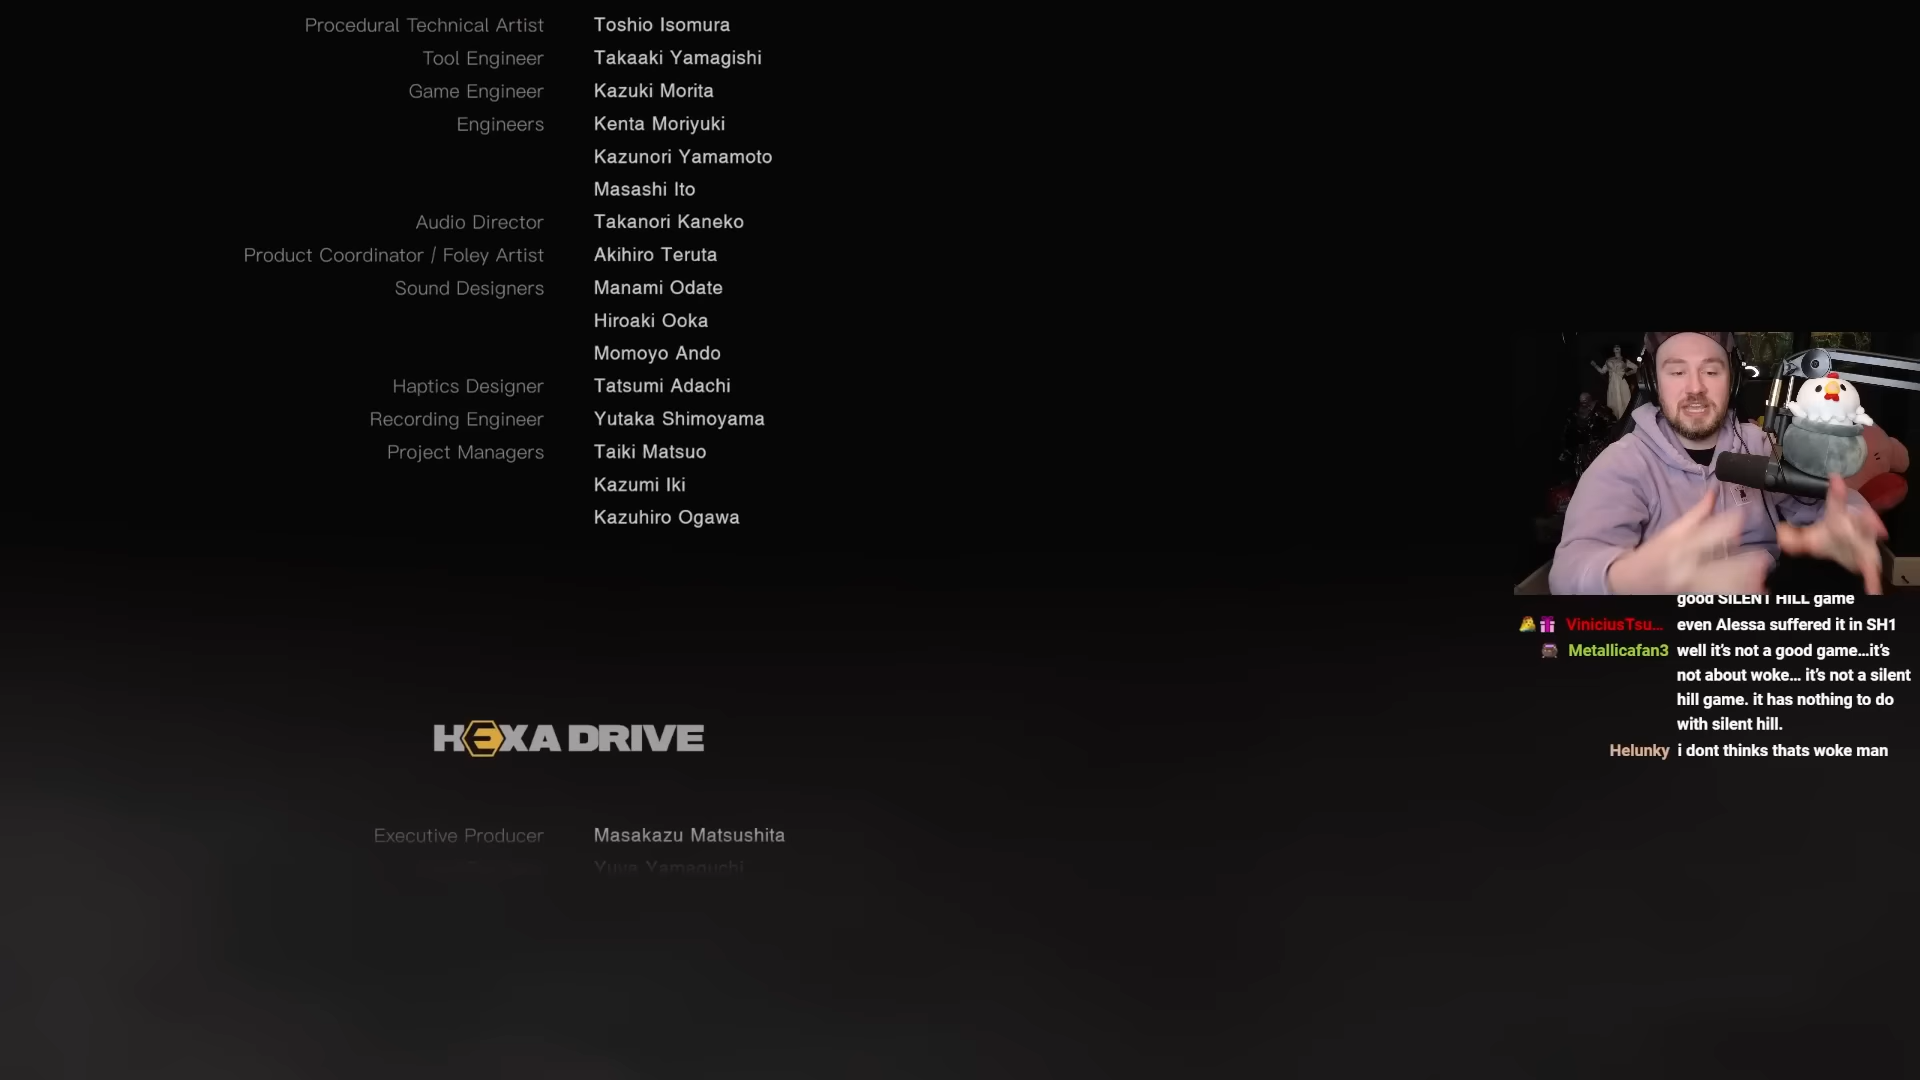 Procedural Technical Artist Toshio Isomura
Tool Engineer Takaaki Yamagishi
Game Engineer Kazuki Morita
Engineers Kenta Moriyuki
Kazunori Yamamoto
Masashi Ito
Audio Director Takanori Kaneko
Product Coordinator / Foley Artist Akihiro Teruta
Sound Designers Manami Odate
Hiroaki Ooka
Momoyo Ando
Haptics Designer Tatsumi Adachi
Recording Engineer Yutaka Shimoyama
Project Managers Taiki Matsuo
Kazumi Iki
Kazuhiro Ogawa
HEXA DRIVE
Executive Producer Masakazu Matsushita
Yuya Yamaguchi
good SILENT HILL game
ViniciusTsu... even Alessa suffered it in SH1
Metallicafan3 well it's not a good game...it's
not about woke... it's not a silent
hill game. it has nothing to do
with silent hill.
Helunky i dont thinks thats woke man